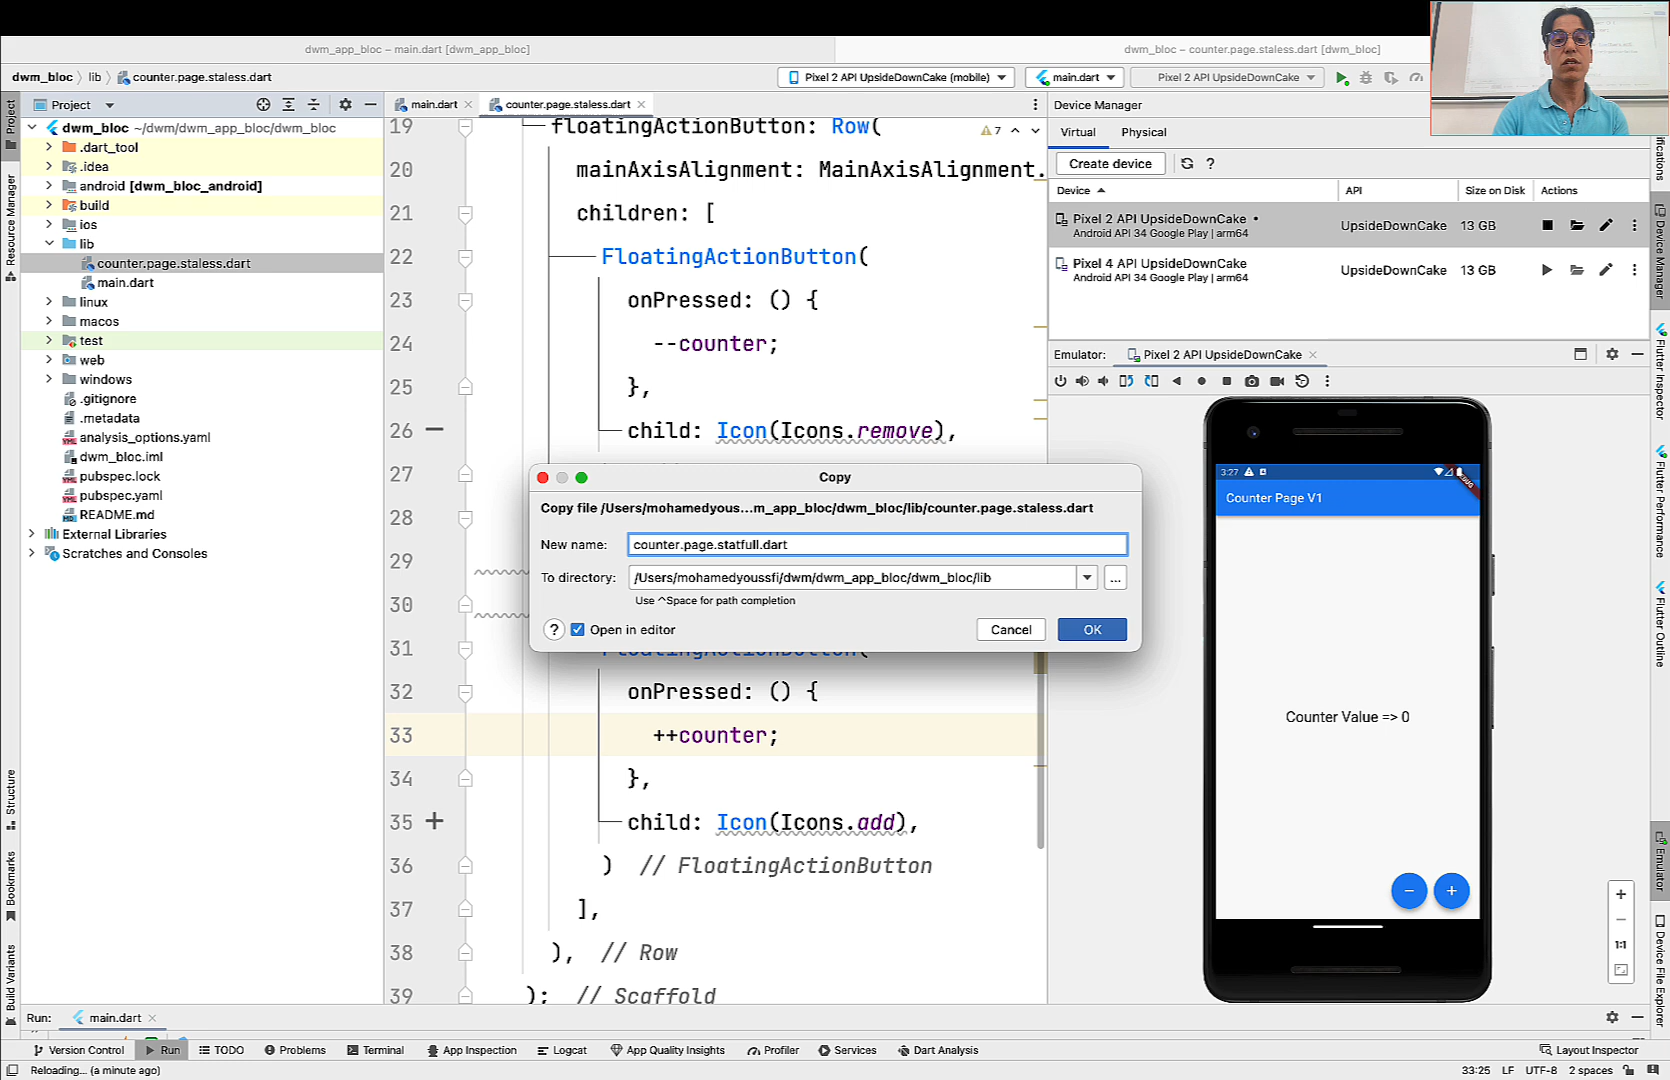 dwm_app_bloc – main.dart [dwm_app_bloc]
dwm_bloc – counter.page.staless.dart [dwm_bloc]
dwm_bloc
lib
counter.page.staless.dart
Pixel 2 API UpsideDownCake (mobile)
main.dart
Pixel 2 API UpsideDownCake
Project
Project
main.dart
counter.page.staless.dart
Device Manager
dwm_bloc ~/dwm/dwm_app_bloc/dwm_bloc
.dart_tool
.idea
android [dwm_bloc_android]
build
ios
lib
counter.page.staless.dart
main.dart
linux
macos
test
web
windows
.gitignore
.metadata
analysis_options.yaml
dwm_bloc.iml
pubspec.lock
pubspec.yaml
README.md
External Libraries
Scratches and Consoles
Resource Manager
Structure
Bookmarks
Build Variants
7
19 floatingActionButton: Row(
20 mainAxisAlignment: MainAxisAlignment.
21 children: [
22 FloatingActionButton(
23 onPressed: () {
24 --counter;
25 },
26 child: Icon(Icons.remove),
27
28
29
30
31 FloatingActionButton(
32 onPressed: () {
33 ++counter;
34 },
35 child: Icon(Icons.add),
36 ) // FloatingActionButton
37 ],
38 ), // Row
39 ); // Scaffold
Copy
Copy file /Users/mohamedyous...m_app_bloc/dwm_bloc/lib/counter.page.staless.dart
New name: counter.page.statfull.dart
To directory: /Users/mohamedyoussfi/dwm/dwm_app_bloc/dwm_bloc/lib
...
Use ^Space for path completion
?
Open in editor
Cancel
OK
Virtual
Physical
Create device
?
Device
API
Size on Disk
Actions
Pixel 2 API UpsideDownCake •
Android API 34 Google Play | arm64
UpsideDownCake
13 GB
Pixel 4 API UpsideDownCake
Android API 34 Google Play | arm64
UpsideDownCake
13 GB
Emulator:
Pixel 2 API UpsideDownCake
3:27
DEBUG
Counter Page V1
Counter Value => 0
−
+
+
−
1:1
ifications
Device Manager
Flutter Inspector
Flutter Performance
Flutter Outline
Emulator
Device File Explorer
Run:
main.dart
Version Control
Run
TODO
Problems
Terminal
App Inspection
Logcat
App Quality Insights
Profiler
Services
Dart Analysis
Layout Inspector
Reloading... (a minute ago)
33:25
LF
UTF-8
2 spaces